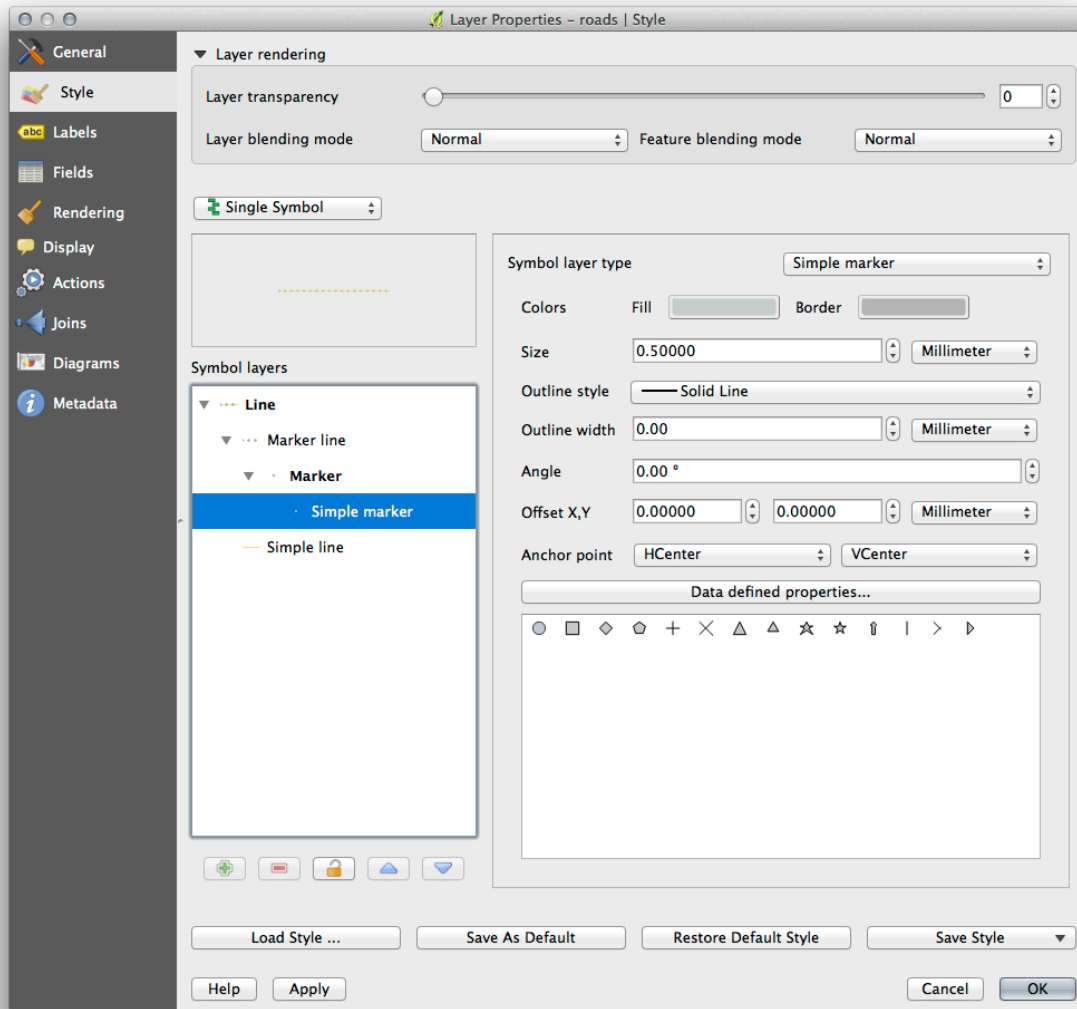 Layer Properties – roads | Style
General
Style
abc Labels
Fields
Rendering
Display
Actions
Joins
Diagrams
i Metadata
Layer rendering
Layer transparency 0
Layer blending mode Normal Feature blending mode Normal
Single Symbol
Symbol layers
Line
Marker line
Marker
Simple marker
Simple line
Symbol layer type Simple marker
Colors Fill Border
Size 0.50000 Millimeter
Outline style Solid Line
Outline width 0.00 Millimeter
Angle 0.00 °
Offset X,Y 0.00000 0.00000 Millimeter
Anchor point HCenter VCenter
Data defined properties...
Load Style ... Save As Default Restore Default Style Save Style
Help Apply Cancel OK